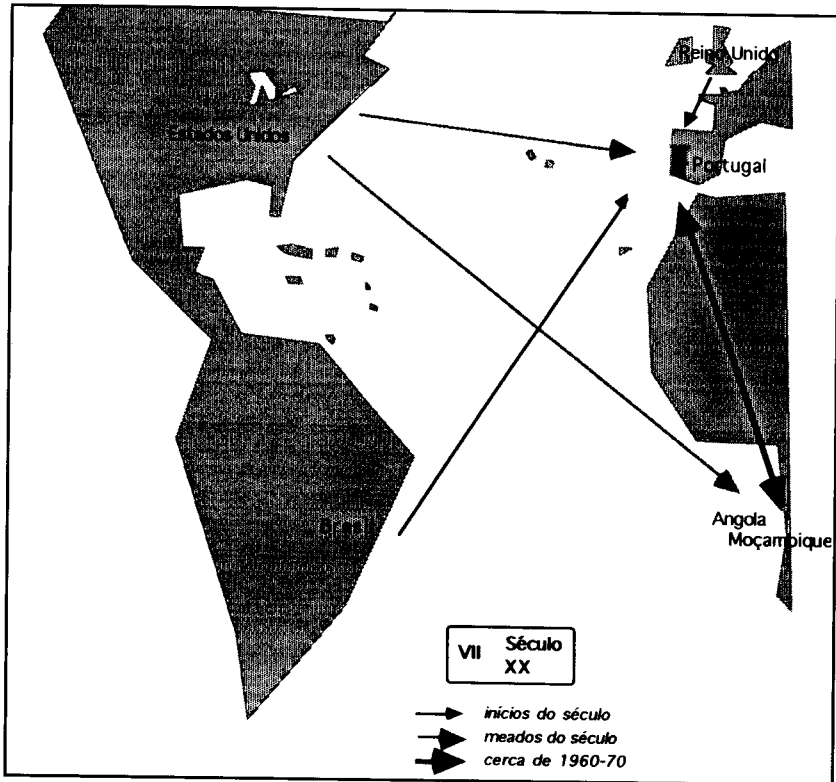 Reino Unido
Estados Unidos
Portugal
Brasil
Angola
Moçambique
VII Século
XX
inícios do século
meados do século
cerca de 1960-70